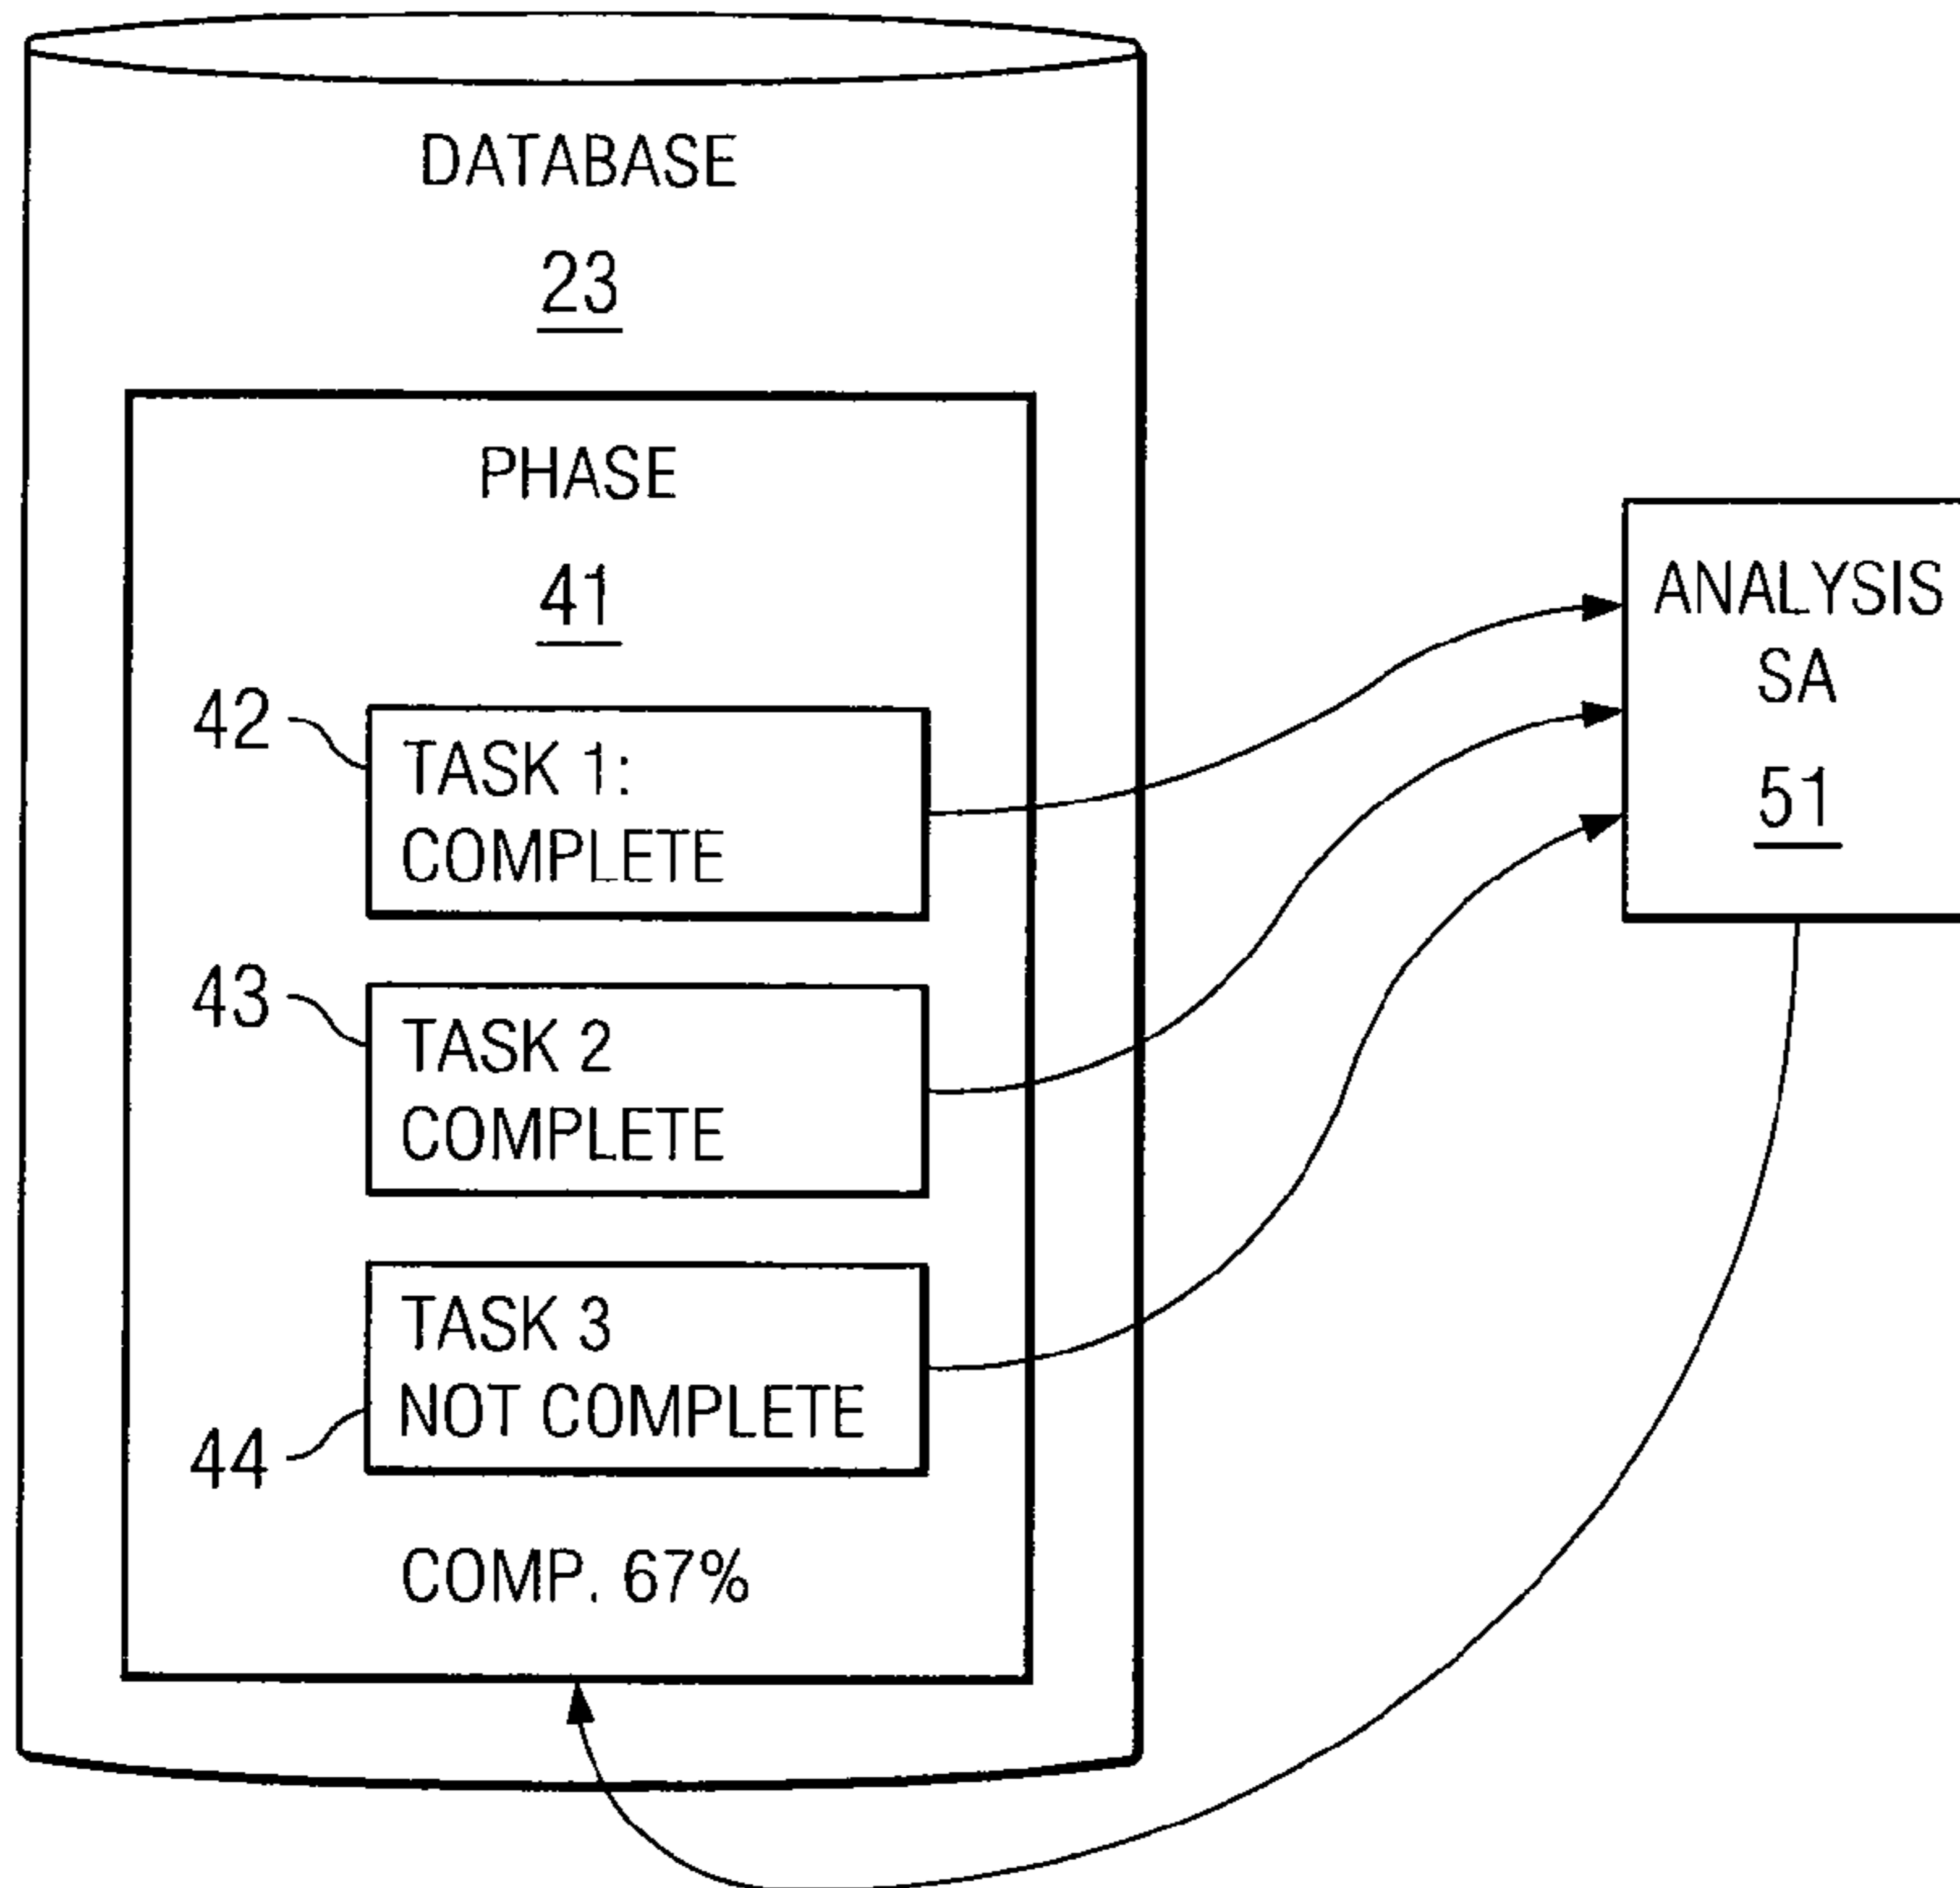 DATABASE
23
PHASE
41
42
TASK 1:
COMPLETE
43
TASK 2
COMPLETE
TASK 3
NOT COMPLETE
44
COMP. 67%
ANALYSIS
SA
51